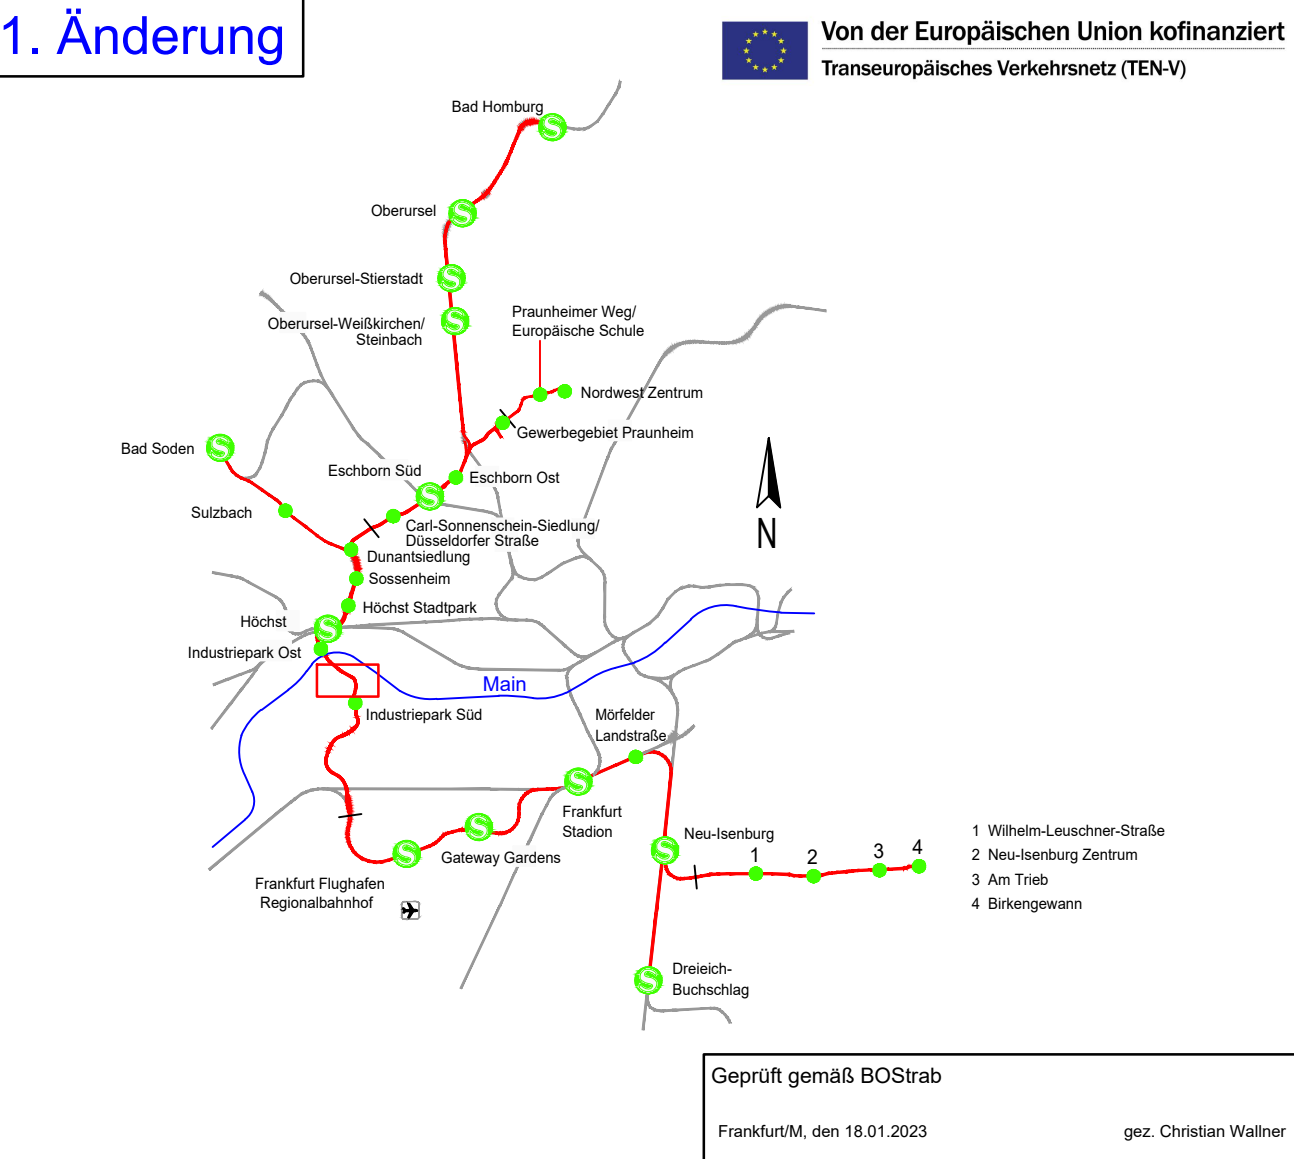 1. Änderung
Von der Europäischen Union kofinanziert
Transeuropäisches Verkehrsnetz (TEN-V)
Bad Homburg
S
Oberursel
S
Oberursel-Stierstadt
S
Oberursel-Weißkirchen/
Steinbach
S
Praunheimer Weg/
Europäische Schule
Nordwest Zentrum
Gewerbegebiet Praunheim
Bad Soden
S
Eschborn Süd
S
Eschborn Ost
Sulzbach
Carl-Sonnenschein-Siedlung/
Düsseldorfer Straße
Dunantsiedlung
Sossenheim
Höchst Stadtpark
Höchst
S
Industriepark Ost
N
Main
Industriepark Süd
Mörfelder
Landstraße
S
Frankfurt
Stadion
S
Gateway Gardens
S
Frankfurt Flughafen
Regionalbahnhof
Neu-Isenburg
S
1
2
3
4
1 Wilhelm-Leuschner-Straße
2 Neu-Isenburg Zentrum
3 Am Trieb
4 Birkengewann
S
Dreieich-
Buchschlag
Geprüft gemäß BOStrab
Frankfurt/M, den 18.01.2023
gez. Christian Wallner